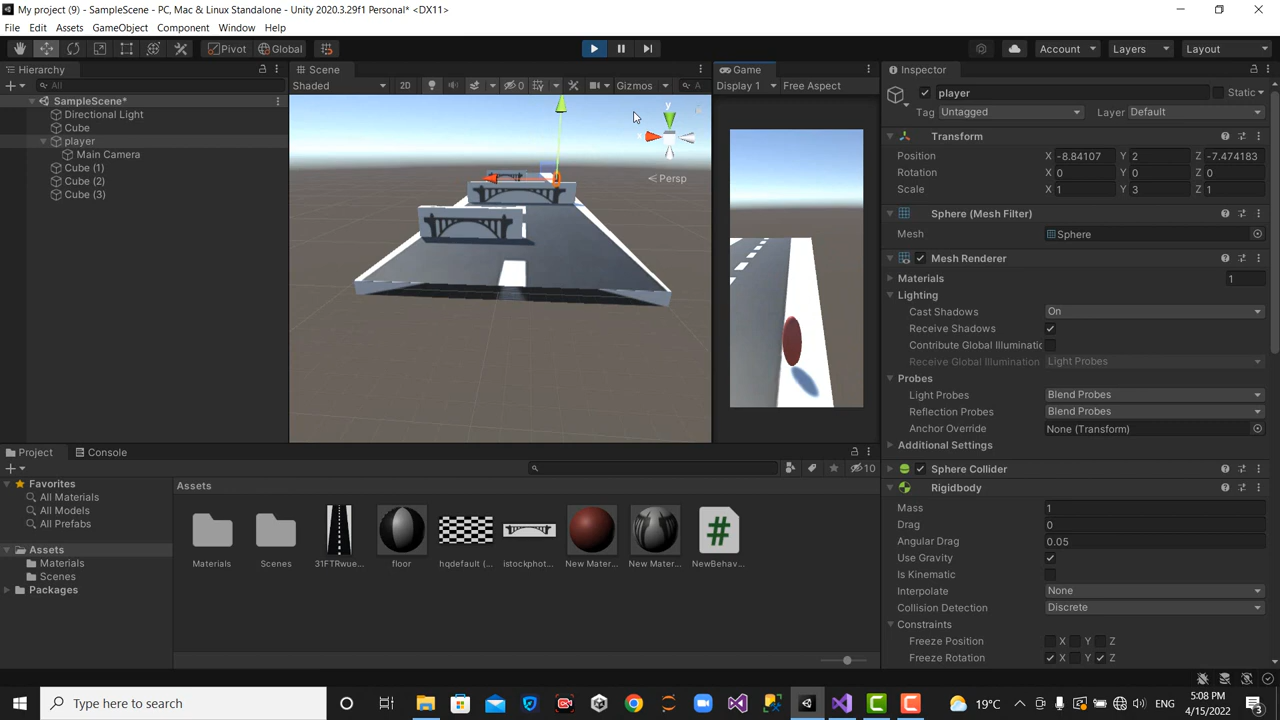 My project (9) - SampleScene - PC, Mac & Linux Standalone - Unity 2020.3.29f1 Personal* <DX11>
File Edit Assets GameObject Component Window Help
Pivot Global Account Layers Layout
Hierarchy
All
SampleScene*
Directional Light
Cube
player
Main Camera
Cube (1)
Cube (2)
Cube (3)
Scene
Shaded 2D 0 Gizmos A
y
Persp
Game
Display 1 Free Aspect
Inspector
player Static
Tag Untagged Layer Default
Transform
Position X -8.84107 Y 2 Z -7.474183
Rotation X 0 Y 0 Z 0
Scale X 1 Y 3 Z 1
Sphere (Mesh Filter)
Mesh Sphere
Mesh Renderer
Materials 1
Lighting
Cast Shadows On
Receive Shadows
Contribute Global Illuminatic
Receive Global Illumination Light Probes
Probes
Light Probes Blend Probes
Reflection Probes Blend Probes
Anchor Override None (Transform)
Additional Settings
Sphere Collider
Rigidbody
Mass 1
Drag 0
Angular Drag 0.05
Use Gravity
Is Kinematic
Interpolate None
Collision Detection Discrete
Constraints
Freeze Position X Y Z
Freeze Rotation X Y Z
Project Console
10
Favorites
All Materials
All Models
All Prefabs
Assets
Materials
Scenes
Packages
Assets
Materials Scenes 31FTRwue... floor hqdefault (... istockphot... New Mater... New Mater... NewBehav...
Type here to search
19°C ENG 5:08 PM
4/15/2022
3